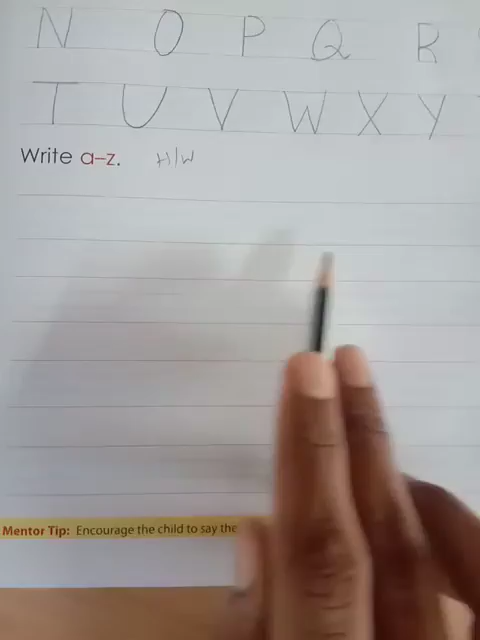 N O P Q R
T U V W X Y
Write a–z. H/W
Mentor Tip: Encourage the child to say the